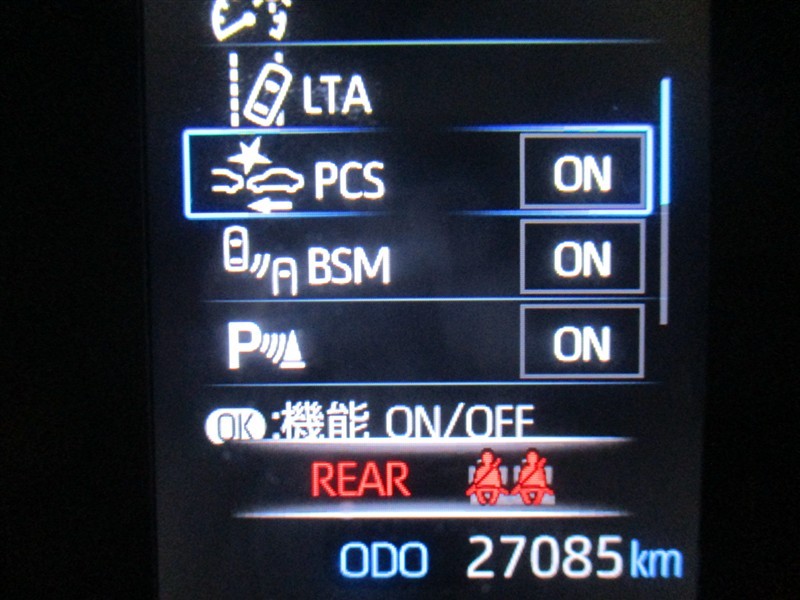 LTA
PCS ON
BSM ON
P ON
OK :機能 ON/OFF
REAR
ODO 27085km